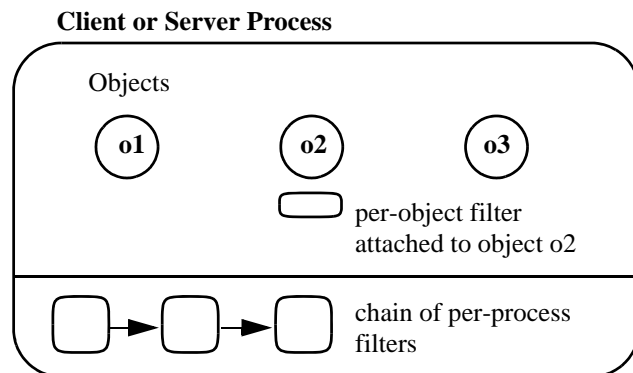 Client or Server Process
Objects
o1 o2 o3
per-object filter
attached to object o2
chain of per-process
filters